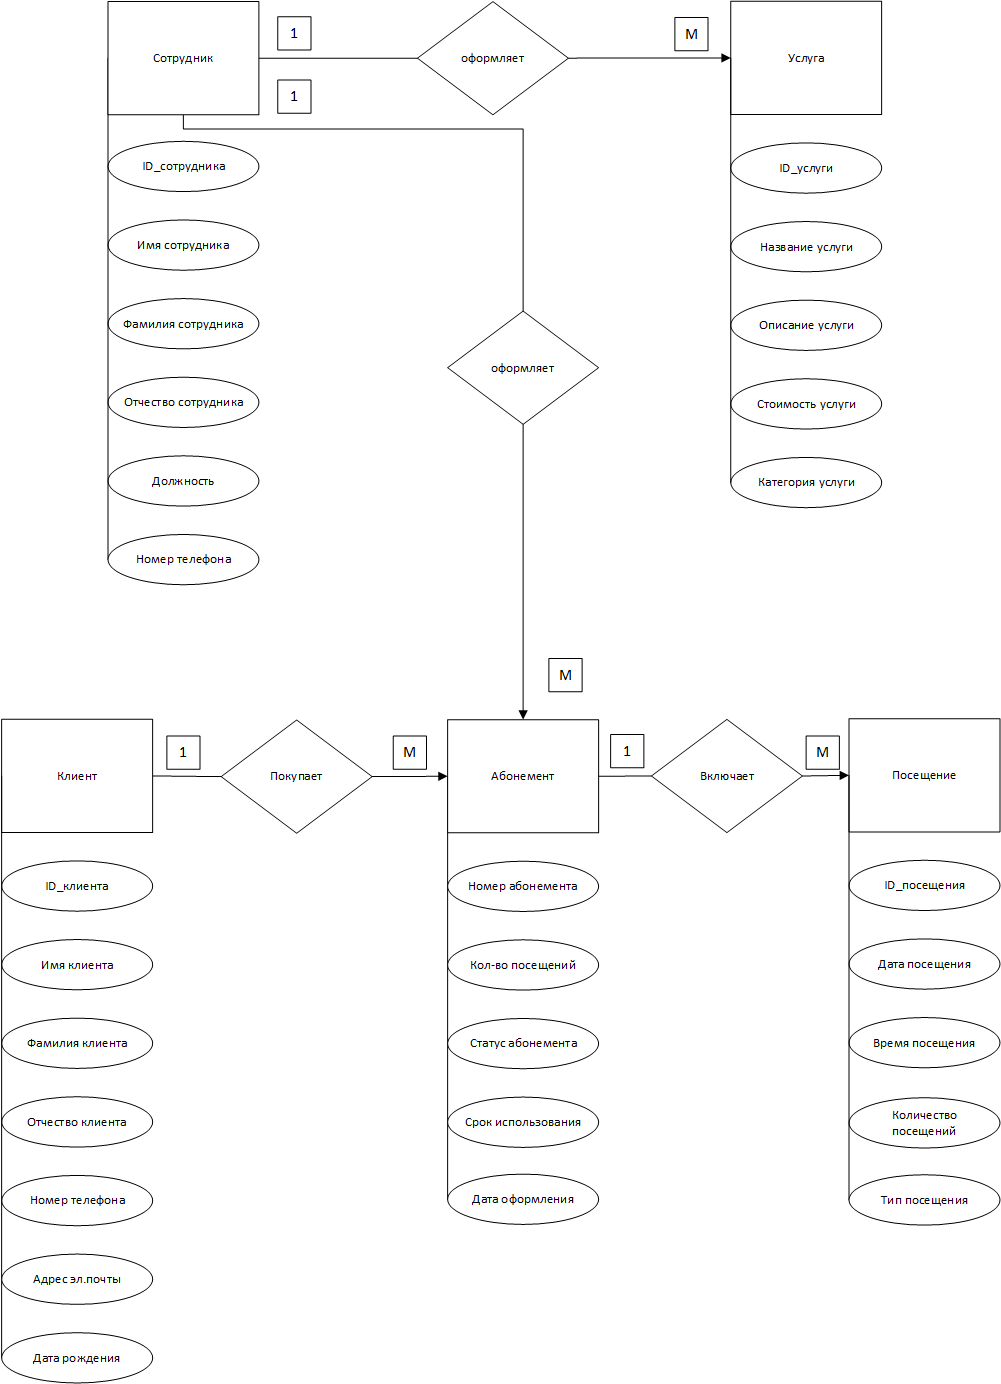 Сотрудник
1
оформляет
М
Услуга
1
ID_сотрудника
Имя сотрудника
Фамилия сотрудника
Отчество сотрудника
Должность
Номер телефона
ID_услуги
Название услуги
Описание услуги
Стоимость услуги
Категория услуги
оформляет
М
Клиент
1
Покупает
М
Абонемент
1
Включает
М
Посещение
ID_клиента
Имя клиента
Фамилия клиента
Отчество клиента
Номер телефона
Адрес эл.почты
Дата рождения
Номер абонемента
Кол-во посещений
Статус абонемента
Срок использования
Дата оформления
ID_посещения
Дата посещения
Время посещения
Количество
посещений
Тип посещения